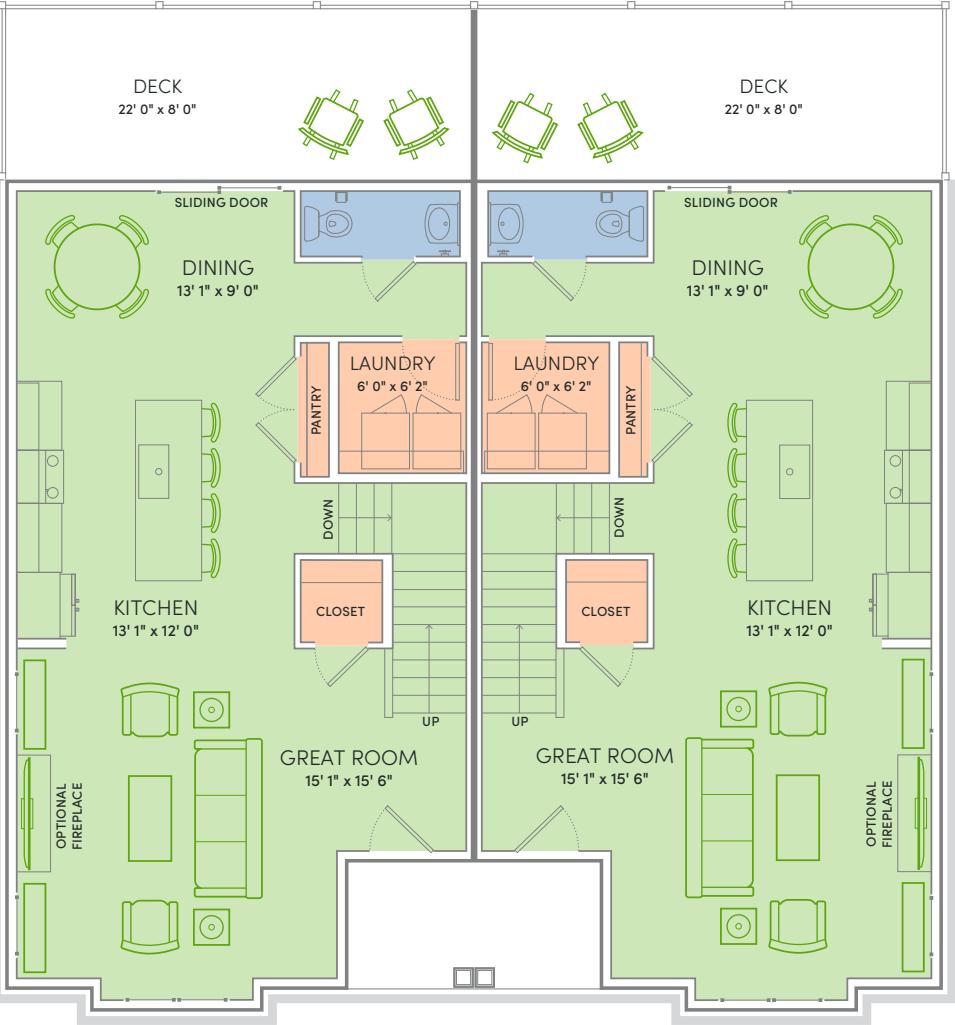 DECK
22' 0" x 8' 0"
DECK
22' 0" x 8' 0"
SLIDING DOOR
SLIDING DOOR
DINING
13' 1" x 9' 0"
DINING
13' 1" x 9' 0"
LAUNDRY
6' 0" x 6' 2"
LAUNDRY
6' 0" x 6' 2"
PANTRY
PANTRY
DOWN
DOWN
KITCHEN
13' 1" x 12' 0"
CLOSET
CLOSET
KITCHEN
13' 1" x 12' 0"
UP
UP
GREAT ROOM
15' 1" x 15' 6"
GREAT ROOM
15' 1" x 15' 6"
OPTIONAL
FIREPLACE
OPTIONAL
FIREPLACE